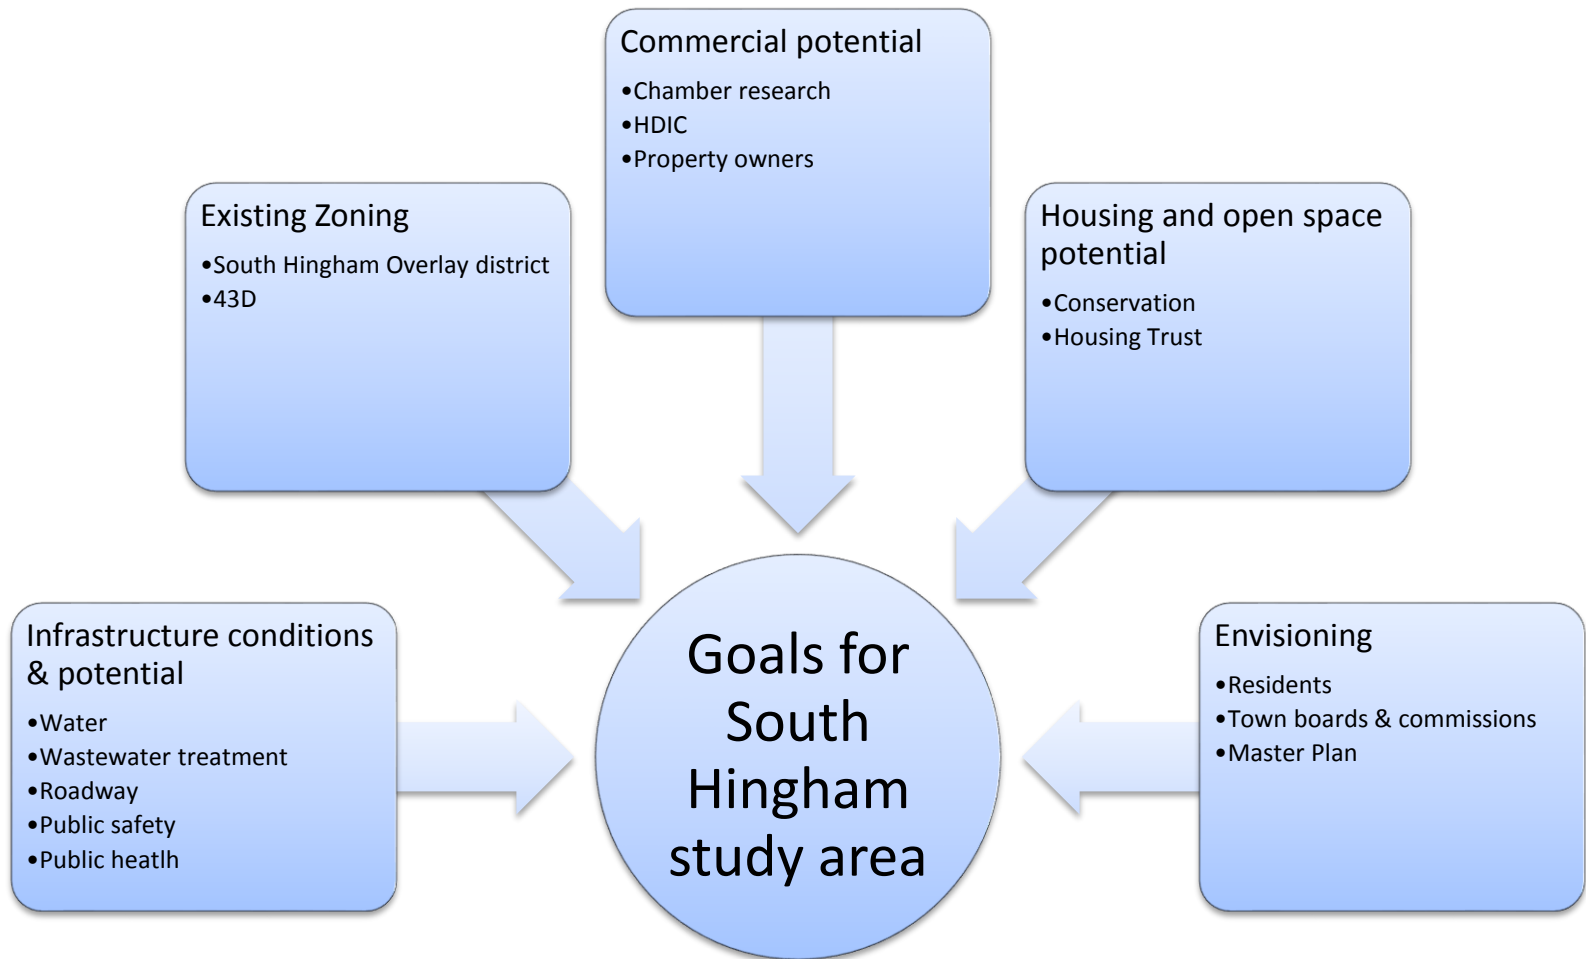 Commercial potential
•Chamber research
•HDIC
•Property owners
Existing Zoning
•South Hingham Overlay district
•43D
Housing and open space
potential
•Conservation
•Housing Trust
Infrastructure conditions
& potential
•Water
•Wastewater treatment
•Roadway
•Public safety
•Public heatlh
Goals for
South
Hingham
study area
Envisioning
•Residents
•Town boards & commissions
•Master Plan